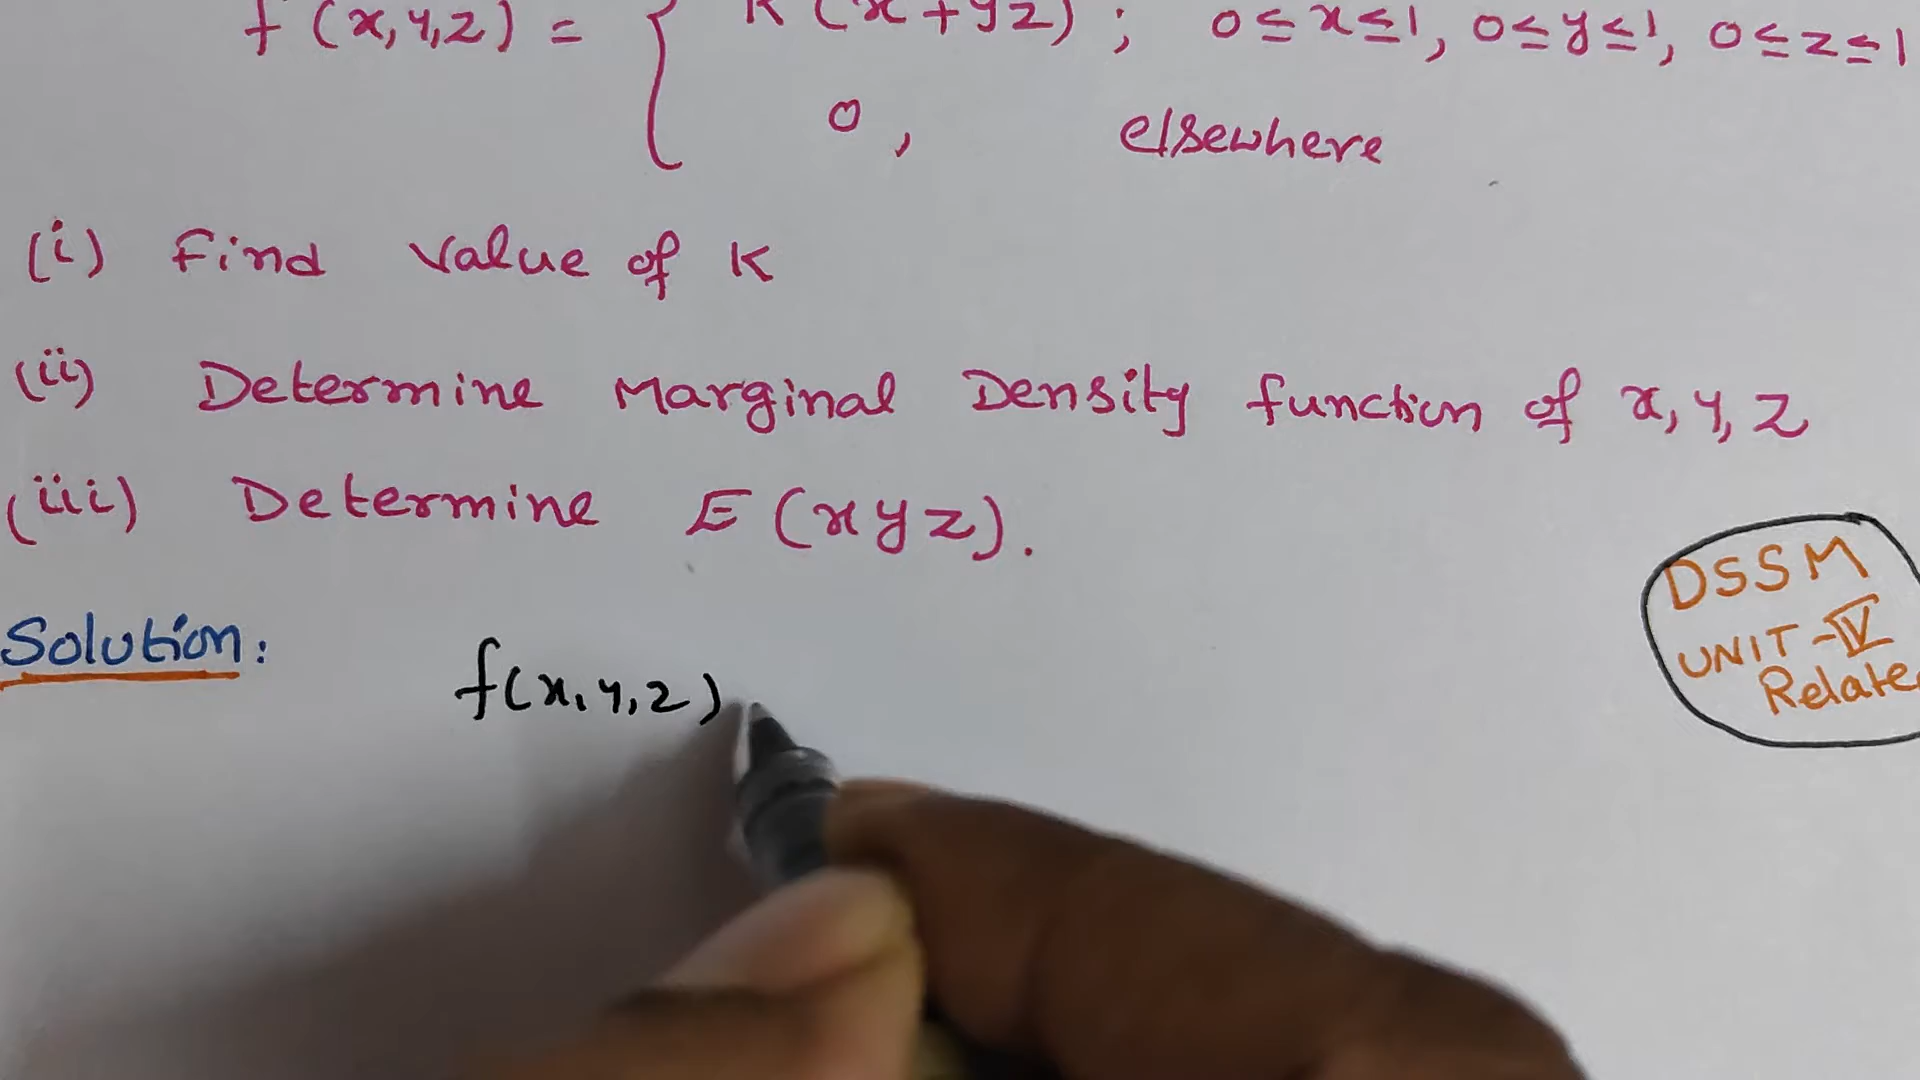 f (x,y,z) = { K (x+yz) ; 0≤x≤1, 0≤y≤1, 0≤z≤1
0 , elsewhere
(i) Find Value of K
(ii) Determine Marginal Density function of x, y, z
(iii) Determine E (xyz).
Solution:
f(x,y,z)
DSSM
UNIT-IV
Relate